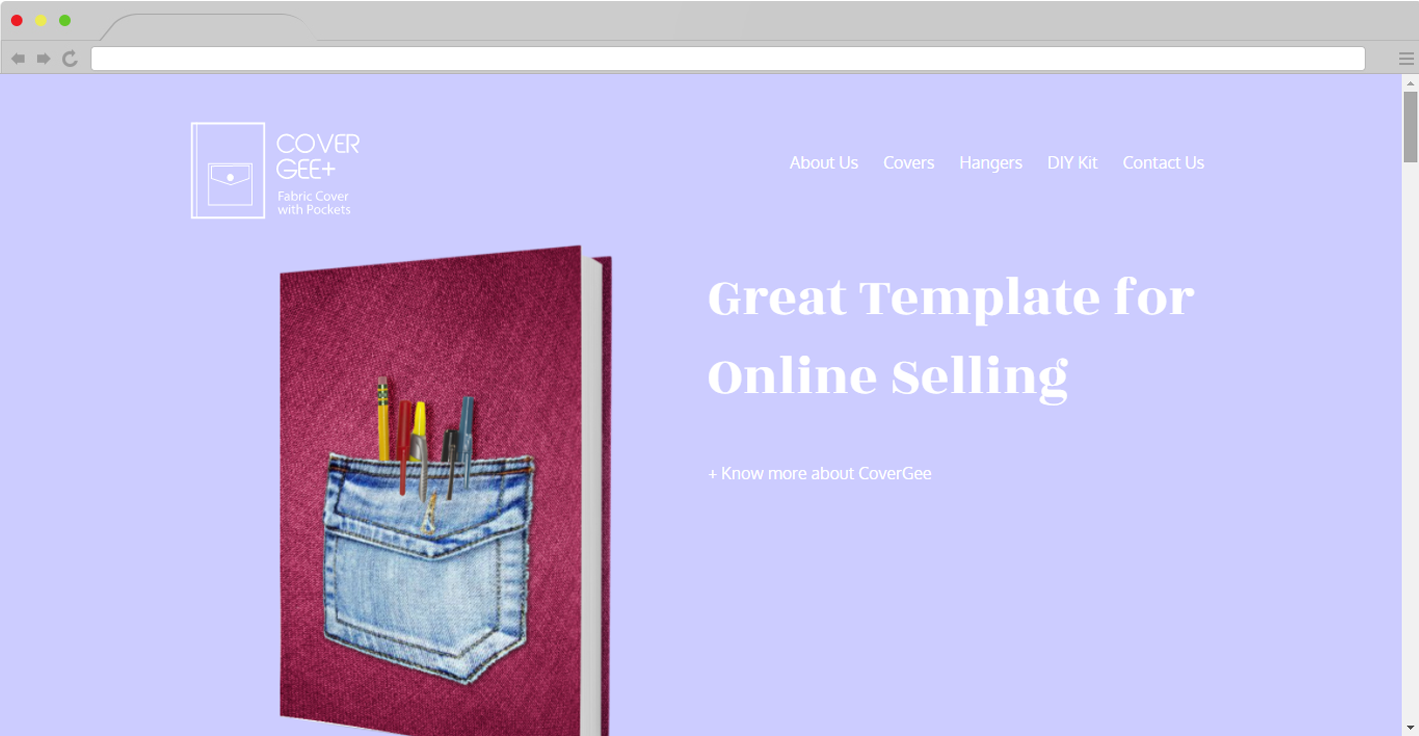 COVER
GEE+
Fabric Cover
with Pockets
About Us Covers Hangers DIY Kit Contact Us
Great Template for
Online Selling
+ Know more about CoverGee